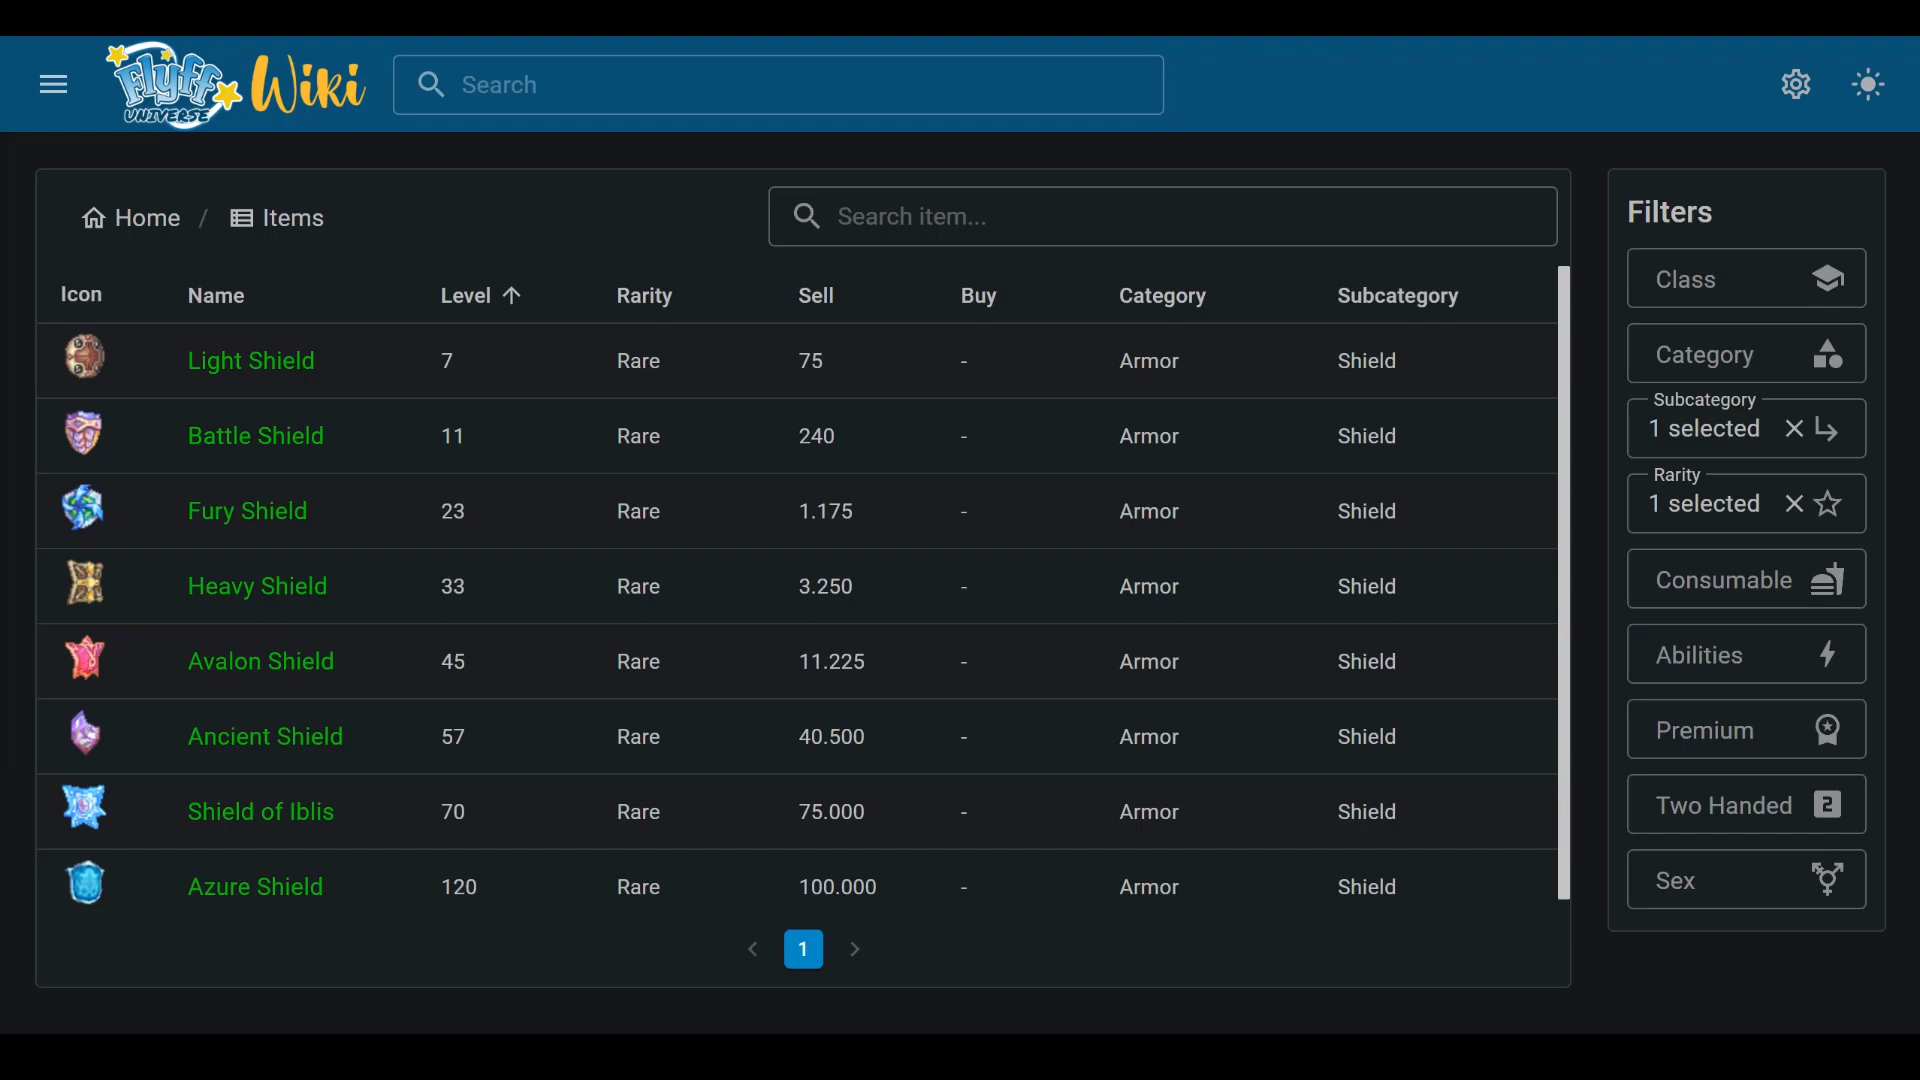 Flyff
UNIVERSE
Wiki
Search
Home / Items
Search item...
Icon Name Level Rarity Sell Buy Category Subcategory
Light Shield 7 Rare 75 - Armor Shield
Battle Shield 11 Rare 240 - Armor Shield
Fury Shield 23 Rare 1.175 - Armor Shield
Heavy Shield 33 Rare 3.250 - Armor Shield
Avalon Shield 45 Rare 11.225 - Armor Shield
Ancient Shield 57 Rare 40.500 - Armor Shield
Shield of Iblis 70 Rare 75.000 - Armor Shield
Azure Shield 120 Rare 100.000 - Armor Shield
1
Filters
Class
Category
Subcategory
1 selected
Rarity
1 selected
Consumable
Abilities
Premium
Two Handed 2
Sex